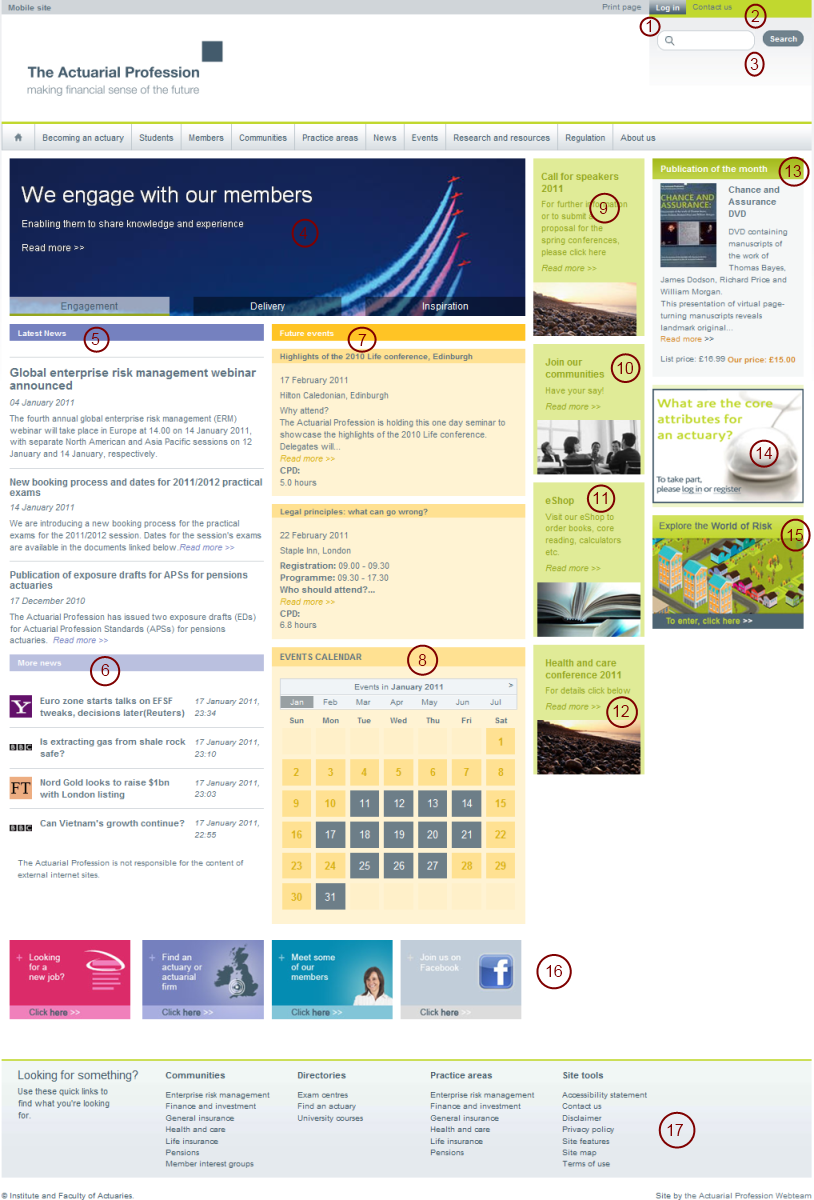 Mobile site
Print page
Log in
Contact us
1
2
Search
3
The Actuarial Profession
making financial sense of the future
Becoming an actuary
Students
Members
Communities
Practice areas
News
Events
Research and resources
Regulation
About us
We engage with our members
Enabling them to share knowledge and experience
4
Read more >>
Engagement
Delivery
Inspiration
Latest News
5
Global enterprise risk management webinar
announced
04 January 2011
The fourth annual global enterprise risk management (ERM)
webinar will take place in Europe at 14.00 on 14 January 2011,
with separate North American and Asia Pacific sessions on 12
January and 14 January, respectively.
New booking process and dates for 2011/2012 practical
exams
14 January 2011
We are introducing a new booking process for the practical
exams for the 2011/2012 session. Dates for the session's exams
are available in the documents linked below .Read more >>
Publication of exposure drafts for APSs for pensions
actuaries
17 December 2010
The Actuarial Profession has issued two exposure drafts (EDs)
for Actuarial Profession Standards (APSs) for pensions
actuaries. Read more >>
More news
6
Euro zone starts talks on EFSF
tweaks, decisions later(Reuters)
17 January 2011,
23:34
BBC
Is extracting gas from shale rock
safe?
17 January 2011,
23:10
FT
Nord Gold looks to raise $1bn
with London listing
17 January 2011,
23:03
BBC
Can Vietnam's growth continue?
17 January 2011,
22:55
The Actuarial Profession is not responsible for the content of
external internet sites.
Future events
7
Highlights of the 2010 Life conference, Edinburgh
17 February 2011
Hilton Caledonian, Edinburgh
Why attend?
The Actuarial Profession is holding this one day seminar to
showcase the highlights of the 2010 Life conference.
Delegates will...
Read more >>
CPD:
5.0 hours
Legal principles: what can go wrong?
22 February 2011
Staple Inn, London
Registration: 09.00 - 09.30
Programme: 09.30 - 17.30
Who should attend?...
Read more >>
CPD:
6.8 hours
EVENTS CALENDAR
8
Events in January 2011
>
Jan Feb Mar Apr May Jun Jul
Sun Mon Tue Wed Thu Fri Sat
1
2 3 4 5 6 7 8
9 10 11 12 13 14 15
16 17 18 19 20 21 22
23 24 25 26 27 28 29
30 31
Call for speakers
2011
For further information
or to submit a
proposal for the
spring conferences,
please click here
Read more >>
9
Join our
communities
10
Have your say!
Read more >>
eShop
11
Visit our eShop to
order books, core
reading, calculators
etc.
Read more >>
Health and care
conference 2011
For details click below
Read more >>
12
Publication of the month
13
CHANCE AND
ASSURANCE:
Chance and
Assurance
DVD
DVD containing
manuscripts of
the work of
Thomas Bayes,
James Dodson, Richard Price and
William Morgan.
This presentation of virtual page-
turning manuscripts reveals
landmark original...
Read more >>
List price: £16.99 Our price: £15.00
What are the core
attributes for
an actuary?
14
To take part,
please log in or register
Explore the World of Risk
15
To enter, click here >>
+ Looking
for a
new job?
Click here >>
+ Find an
actuary or
actuarial
firm
Click here >>
+ Meet some
of our
members
Click here >>
+ Join us on
Facebook
f
Click here >>
16
Looking for something?
Use these quick links to
find what you're looking
for.
Communities
Enterprise risk management
Finance and investment
General insurance
Health and care
Life insurance
Pensions
Member interest groups
Directories
Exam centres
Find an actuary
University courses
Practice areas
Enterprise risk management
Finance and investment
General insurance
Health and care
Life insurance
Pensions
Site tools
Accessibility statement
Contact us
Disclaimer
Privacy policy
Site features
Site map
Terms of use
17
© Institute and Faculty of Actuaries.
Site by the Actuarial Profession Webteam